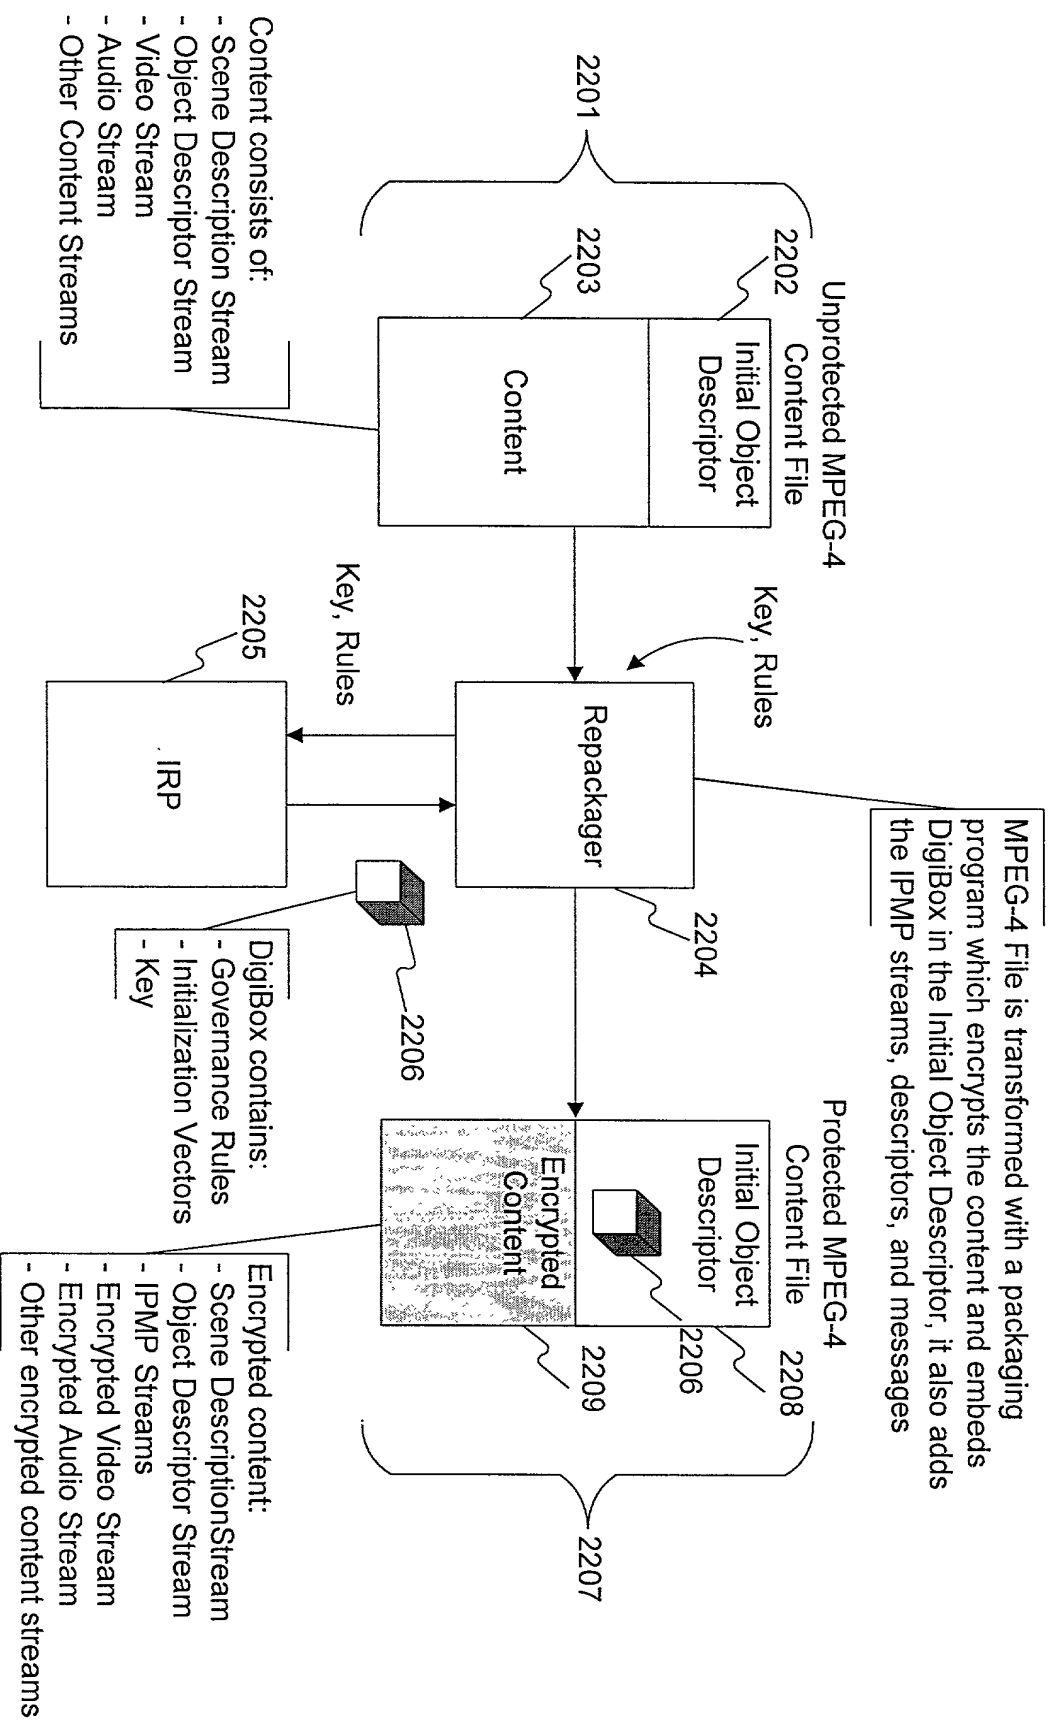 MPEG-4 File is transformed with a packaging
program which encrypts the content and embeds
DigiBox in the Initial Object Descriptor, it also adds
the IPMP streams, descriptors, and messages
Unprotected MPEG-4
Content File
2201
2202
Initial Object
Descriptor
2203
Content
Content consists of:
- Scene Description Stream
- Object Descriptor Stream
- Video Stream
- Audio Stream
- Other Content Streams
Key, Rules
Repackager
2204
Key, Rules
2205
IRP
2206
DigiBox contains:
- Governance Rules
- Initialization Vectors
- Key
Protected MPEG-4
Content File
Initial Object
Descriptor
2208
2206
2209
Encrypted
Content
2207
Encrypted content:
- Scene DescriptionStream
- Object Descriptor Stream
- IPMP Streams
- Encrypted Video Stream
- Encrypted Audio Stream
- Other encrypted content streams